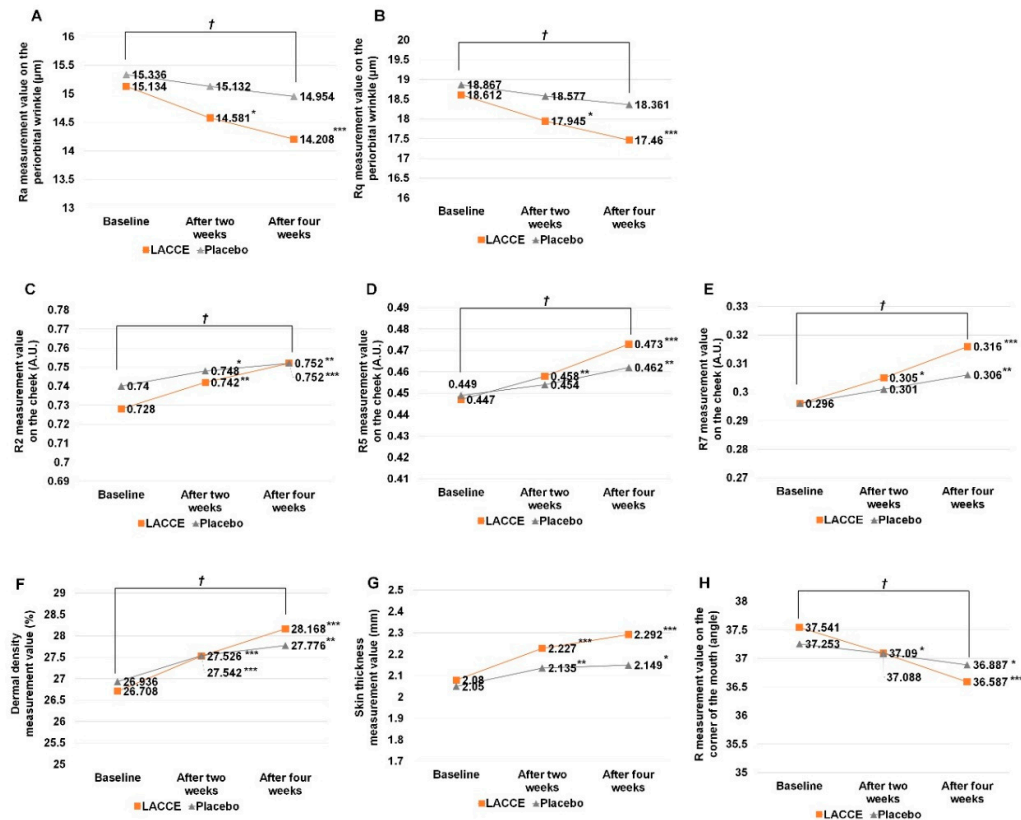 A
Ra measurement value on the
periorbital wrinkle (µm)
16
15.5
15
14.5
14
13.5
13
†
15.336
15.134
15.132
14.581 *
14.954
14.208 ***
Baseline
After two
weeks
After four
weeks
LACCE Placebo
B
Rq measurement value on the
periorbital wrinkle (µm)
20
19.5
19
18.5
18
17.5
17
16.5
16
†
18.867
18.612
18.577
17.945 *
18.361
17.46 ***
Baseline
After two
weeks
After four
weeks
LACCE Placebo
C
R2 measurement value
on the cheek (A.U.)
0.78
0.77
0.76
0.75
0.74
0.73
0.72
0.71
0.7
0.69
†
0.74
0.728
*
0.748
0.742 **
0.752 **
0.752 ***
Baseline
After two
weeks
After four
weeks
LACCE Placebo
D
R5 measurement value
on the cheek (A.U.)
0.49
0.48
0.47
0.46
0.45
0.44
0.43
0.42
0.41
†
0.449
0.447
0.458 **
0.454
0.473 ***
0.462 **
Baseline
After two
weeks
After four
weeks
LACCE Placebo
E
R7 measurement value
on the cheek (A.U.)
0.33
0.32
0.31
0.3
0.29
0.28
0.27
†
0.296
0.305 *
0.301
0.316 ***
0.306 **
Baseline
After two
weeks
After four
weeks
LACCE Placebo
F
Dermal density
measurement value (%)
29
28.5
28
27.5
27
26.5
26
25.5
25
†
26.936
26.708
27.526 ***
27.542 ***
28.168 ***
27.776 **
Baseline
After two
weeks
After four
weeks
LACCE Placebo
G
Skin thickness
measurement value (mm)
2.5
2.4
2.3
2.2
2.1
2
1.9
1.8
1.7
2.08
2.05
2.227 ***
2.135 **
2.292 ***
2.149 *
Baseline
After two
weeks
After four
weeks
LACCE Placebo
H
R measurement value on the
corner of the mouth (angle)
38
37.5
37
36.5
36
35.5
35
†
37.541
37.253
37.09 *
37.088
36.887 *
36.587 ***
Baseline
After two
weeks
After four
weeks
LACCE Placebo